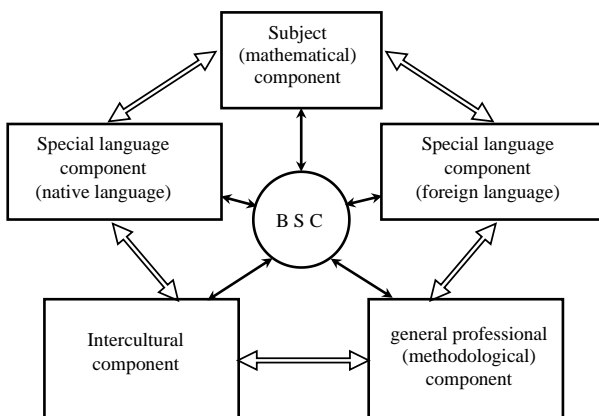 Subject
(mathematical)
component
Special language
component
(native language)
Special language
component
(foreign language)
B S C
Intercultural
component
general professional
(methodological)
component